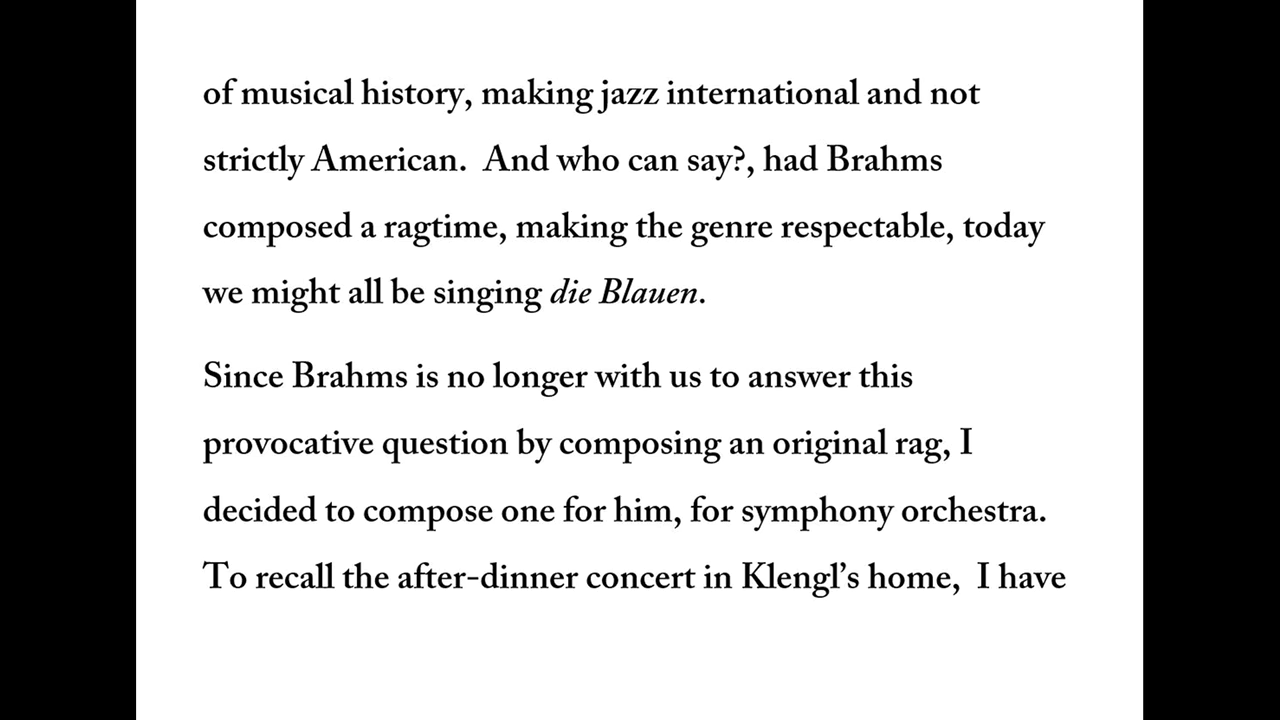 of musical history, making jazz international and not
strictly American.  And who can say?, had Brahms
composed a ragtime, making the genre respectable, today
we might all be singing die Blauen.
Since Brahms is no longer with us to answer this
provocative question by composing an original rag, I
decided to compose one for him, for symphony orchestra.
To recall the after-dinner concert in Klengl’s home,  I have